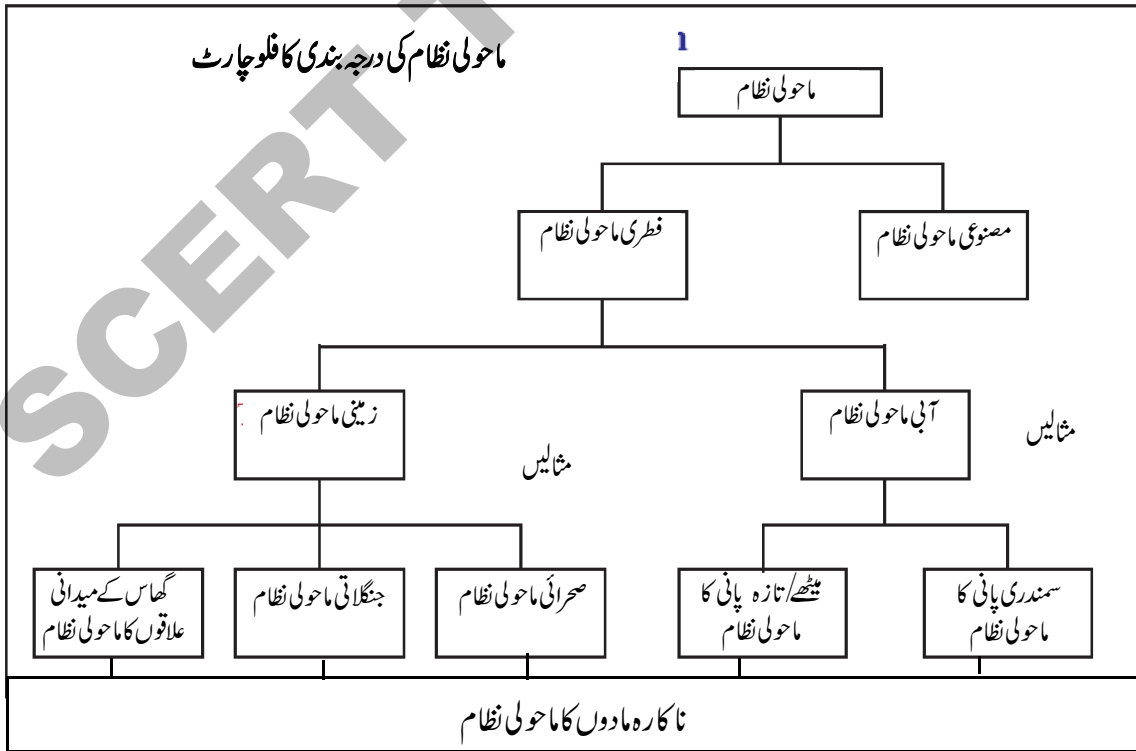 ماحولی نظام کی درجہ بندی کا فلو چارٹ
1
ماحولی نظام
مصنوعی ماحولی نظام
فطری ماحولی نظام
آبی ماحولی نظام
مثالیں
زمینی ماحولی نظام
مثالیں
سمندری پانی کا
ماحولی نظام
میٹھے/تازہ پانی کا
ماحولی نظام
صحرائی ماحولی نظام
جنگلاتی ماحولی نظام
گھاس کے میدانی
علاقوں کا ماحولی نظام
ناکارہ مادوں کا ماحولی نظام
SCERT T